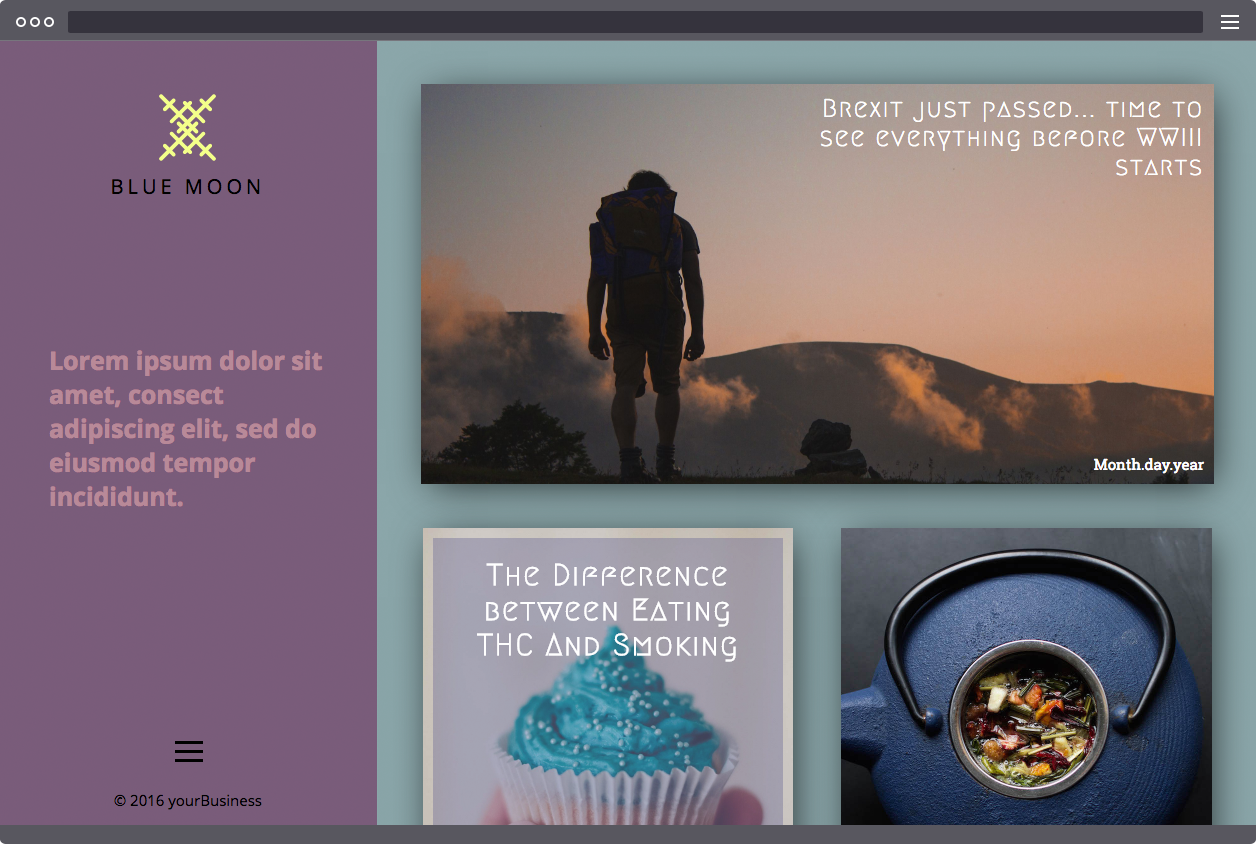 BLUE MOON
Lorem ipsum dolor sit
amet, consect
adipiscing elit, sed do
eiusmod tempor
incididunt.
© 2016 yourBusiness
Brexit just passed... time to
see everything before WWIII
starts
Month.day.year
The Difference
between Eating
THC And Smoking